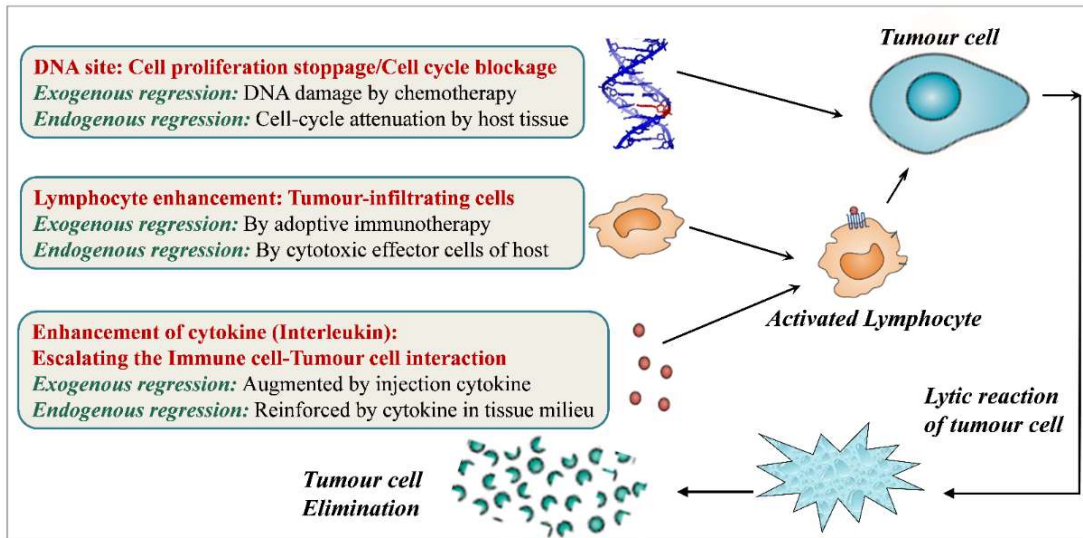 Tumour cell
DNA site: Cell proliferation stoppage/Cell cycle blockage
Exogenous regression: DNA damage by chemotherapy
Endogenous regression: Cell-cycle attenuation by host tissue
Lymphocyte enhancement: Tumour-infiltrating cells
Exogenous regression: By adoptive immunotherapy
Endogenous regression: By cytotoxic effector cells of host
Activated Lymphocyte
Enhancement of cytokine (Interleukin):
Escalating the Immune cell-Tumour cell interaction
Exogenous regression: Augmented by injection cytokine
Endogenous regression: Reinforced by cytokine in tissue milieu
Lytic reaction
of tumour cell
Tumour cell
Elimination